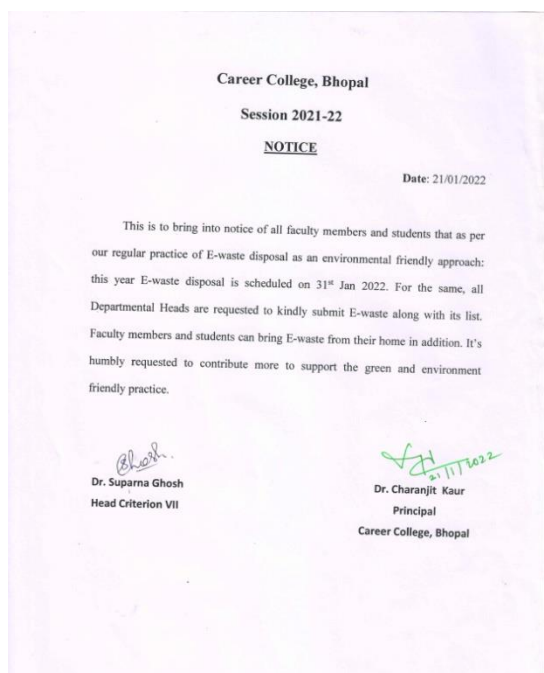 Career College, Bhopal
Session 2021-22
NOTICE
Date: 21/01/2022
This is to bring into notice of all faculty members and students that as per
our regular practice of E-waste disposal as an environmental friendly approach:
this year E-waste disposal is scheduled on 31st Jan 2022. For the same, all
Departmental Heads are requested to kindly submit E-waste along with its list.
Faculty members and students can bring E-waste from their home in addition. It's
humbly requested to contribute more to support the green and environment
friendly practice.
Ghosh.
21/1/2022
Dr. Suparna Ghosh
Head Criterion VII
Dr. Charanjit Kaur
Principal
Career College, Bhopal